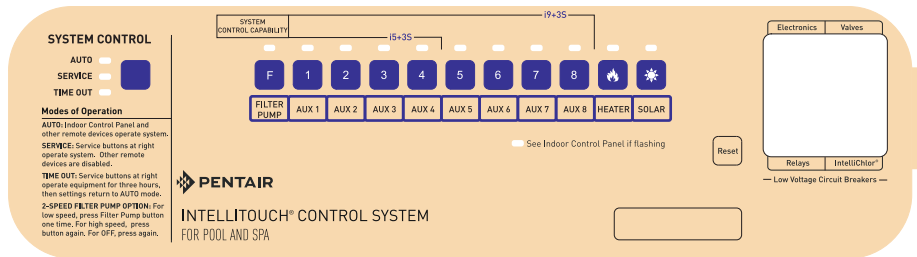 SYSTEM CONTROL
AUTO
SERVICE
TIME OUT
Modes of Operation
AUTO: Indoor Control Panel and
other remote devices operate system.
SERVICE: Service buttons at right
operate system. Other remote
devices are disabled.
TIME OUT: Service buttons at right
operate equipment for three hours,
then settings return to AUTO mode.
2-SPEED FILTER PUMP OPTION: For
low speed, press Filter Pump button
one time. For high speed, press
button again. For OFF, press again.
SYSTEM
CONTROL CAPABILITY
i9+3S
i5+3S
F 1 2 3 4 5 6 7 8
FILTER
PUMP
AUX 1 AUX 2 AUX 3 AUX 4 AUX 5 AUX 6 AUX 7 AUX 8 HEATER SOLAR
See Indoor Control Panel if flashing
Reset
PENTAIR
INTELLITOUCH® CONTROL SYSTEM
FOR POOL AND SPA
Electronics Valves
Relays IntelliChlor®
Low Voltage Circuit Breakers